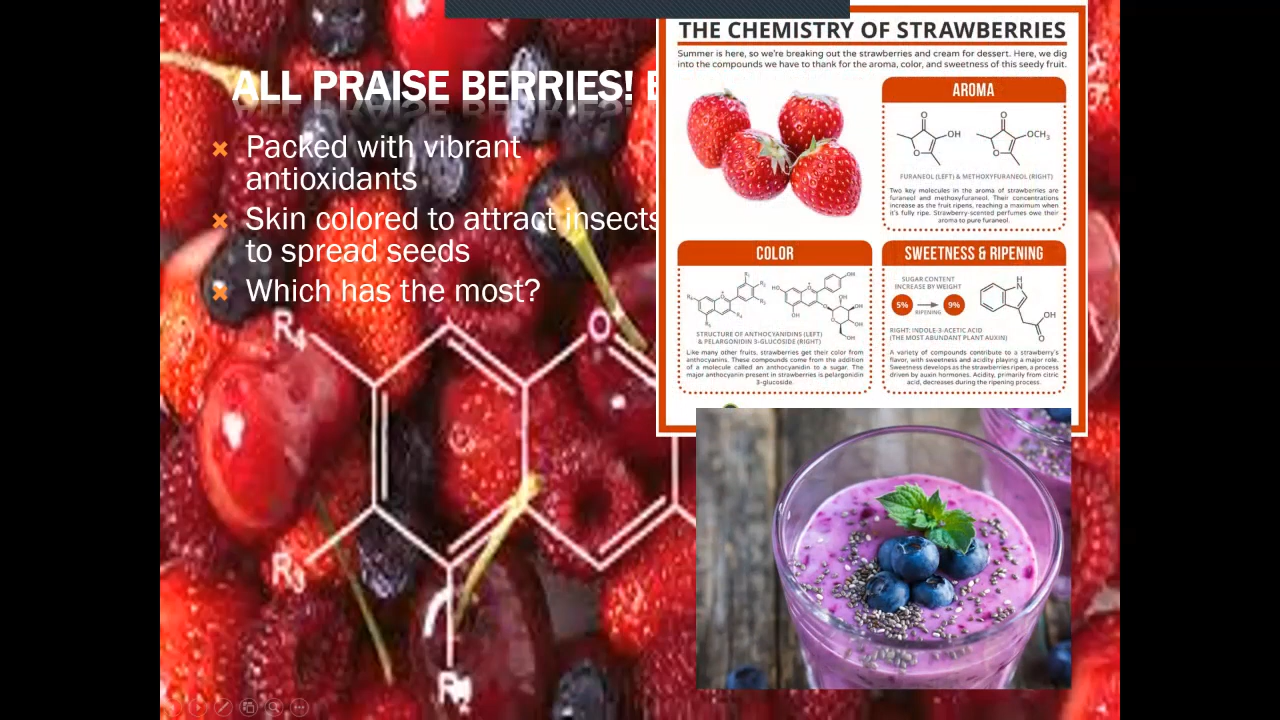 ALL PRAISE BERRIES!
Packed with vibrant
antioxidants
Skin colored to attract insects
to spread seeds
Which has the most?
R4
O
R3
THE CHEMISTRY OF STRAWBERRIES
Summer is here, so we're breaking out the strawberries and cream for dessert. Here, we dig
into the compounds we have to thank for the aroma, color, and sweetness of this seedy fruit.
AROMA
O
OH
O
O
OCH3
O
FURANEOL (LEFT) & METHOXYFURANEOL (RIGHT)
Two key molecules in the aroma of strawberries are
furaneol and methoxyfuraneol. Their concentrations
increase as the fruit ripens, reaching a maximum when
it's fully ripe. Strawberry-scented perfumes owe their
aroma to pure furaneol.
COLOR
STRUCTURE OF ANTHOCYANIDINS (LEFT)
& PELARGONIDIN 3-GLUCOSIDE (RIGHT)
Like many other fruits, strawberries get their color from
anthocyanins. These compounds come from the addition
of a molecule called an anthocyanidin to a sugar. The
major anthocyanin present in strawberries is pelargonidin
3-glucoside.
SWEETNESS & RIPENING
SUGAR CONTENT
INCREASE BY WEIGHT
5%
9%
RIPENING
H
N
OH
O
RIGHT: INDOLE-3-ACETIC ACID
(THE MOST ABUNDANT PLANT AUXIN)
A variety of compounds contribute to a strawberry's
flavor, with sweetness and acidity playing a major role.
Sweetness develops as the strawberries ripen, a process
driven by auxin hormones. Acidity, primarily from citric
acid, decreases during the ripening process.